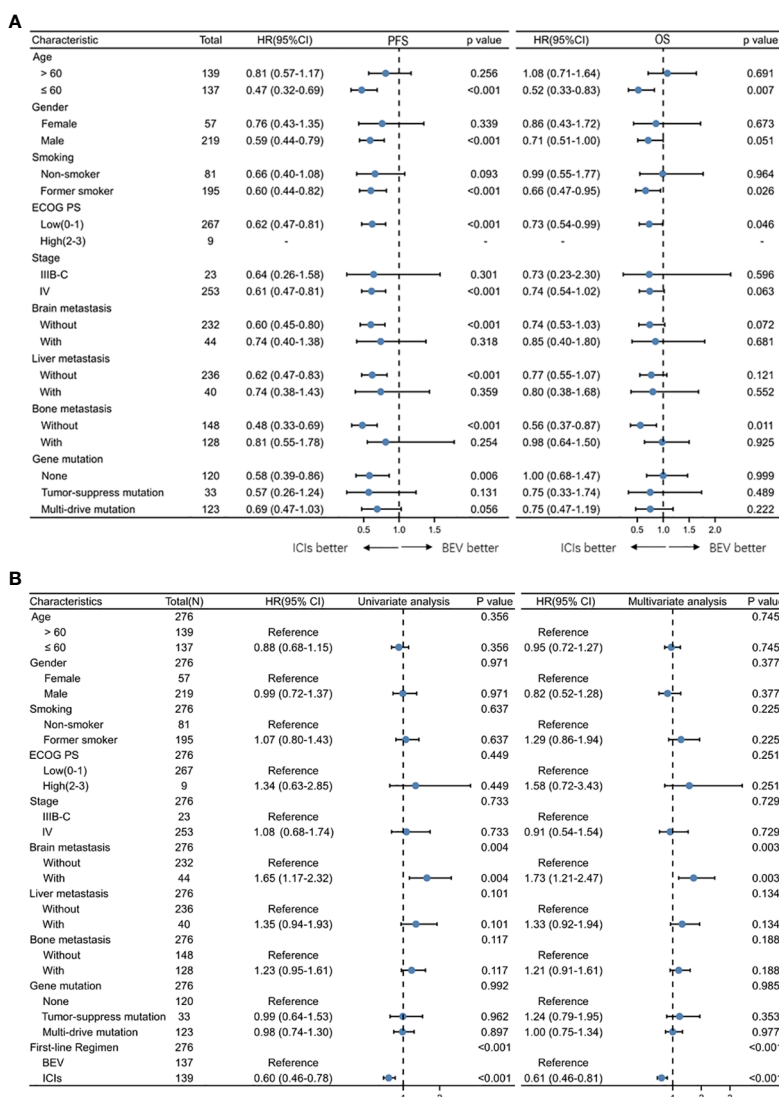 A
Characteristic Total HR(95%CI) PFS p value HR(95%CI) OS p value
Age
> 60 139 0.81 (0.57-1.17) 0.256 1.08 (0.71-1.64) 0.691
≤ 60 137 0.47 (0.32-0.69) <0.001 0.52 (0.33-0.83) 0.007
Gender
Female 57 0.76 (0.43-1.35) 0.339 0.86 (0.43-1.72) 0.673
Male 219 0.59 (0.44-0.79) <0.001 0.71 (0.51-1.00) 0.051
Smoking
Non-smoker 81 0.66 (0.40-1.08) 0.093 0.99 (0.55-1.77) 0.964
Former smoker 195 0.60 (0.44-0.82) <0.001 0.66 (0.47-0.95) 0.026
ECOG PS
Low(0-1) 267 0.62 (0.47-0.81) <0.001 0.73 (0.54-0.99) 0.046
High(2-3) 9 - - - -
Stage
IIIB-C 23 0.64 (0.26-1.58) 0.301 0.73 (0.23-2.30) 0.596
IV 253 0.61 (0.47-0.81) <0.001 0.74 (0.54-1.02) 0.063
Brain metastasis
Without 232 0.60 (0.45-0.80) <0.001 0.74 (0.53-1.03) 0.072
With 44 0.74 (0.40-1.38) 0.318 0.85 (0.40-1.80) 0.681
Liver metastasis
Without 236 0.62 (0.47-0.83) <0.001 0.77 (0.55-1.07) 0.121
With 40 0.74 (0.38-1.43) 0.359 0.80 (0.38-1.68) 0.552
Bone metastasis
Without 148 0.48 (0.33-0.69) <0.001 0.56 (0.37-0.87) 0.011
With 128 0.81 (0.55-1.78) 0.254 0.98 (0.64-1.50) 0.925
Gene mutation
None 120 0.58 (0.39-0.86) 0.006 1.00 (0.68-1.47) 0.999
Tumor-suppress mutation 33 0.57 (0.26-1.24) 0.131 0.75 (0.33-1.74) 0.489
Multi-drive mutation 123 0.69 (0.47-1.03) 0.056 0.75 (0.47-1.19) 0.222
0.5 1.0 1.5 0.5 1.0 1.5 2.0
ICIs better BEV better ICIs better BEV better
B
Characteristics Total(N) HR(95% CI) Univariate analysis P value HR(95% CI) Multivariate analysis P value
Age 276 0.356 0.745
> 60 139 Reference Reference
≤ 60 137 0.88 (0.68-1.15) 0.356 0.95 (0.72-1.27) 0.745
Gender 276 0.971 0.377
Female 57 Reference Reference
Male 219 0.99 (0.72-1.37) 0.971 0.82 (0.52-1.28) 0.377
Smoking 276 0.637 0.225
Non-smoker 81 Reference Reference
Former smoker 195 1.07 (0.80-1.43) 0.637 1.29 (0.86-1.94) 0.225
ECOG PS 276 0.449 0.251
Low(0-1) 267 Reference Reference
High(2-3) 9 1.34 (0.63-2.85) 0.449 1.58 (0.72-3.43) 0.251
Stage 276 0.733 0.729
IIIB-C 23 Reference Reference
IV 253 1.08 (0.68-1.74) 0.733 0.91 (0.54-1.54) 0.729
Brain metastasis 276 0.004 0.003
Without 232 Reference Reference
With 44 1.65 (1.17-2.32) 0.004 1.73 (1.21-2.47) 0.003
Liver metastasis 276 0.101 0.134
Without 236 Reference Reference
With 40 1.35 (0.94-1.93) 0.101 1.33 (0.92-1.94) 0.134
Bone metastasis 276 0.117 0.188
Without 148 Reference Reference
With 128 1.23 (0.95-1.61) 0.117 1.21 (0.91-1.61) 0.188
Gene mutation 276 0.992 0.985
None 120 Reference Reference
Tumor-suppress mutation 33 0.99 (0.64-1.53) 0.962 1.24 (0.79-1.95) 0.353
Multi-drive mutation 123 0.98 (0.74-1.30) 0.897 1.00 (0.75-1.34) 0.977
First-line Regimen 276 <0.001 <0.001
BEV 137 Reference Reference
ICIs 139 0.60 (0.46-0.78) <0.001 0.61 (0.46-0.81) <0.001